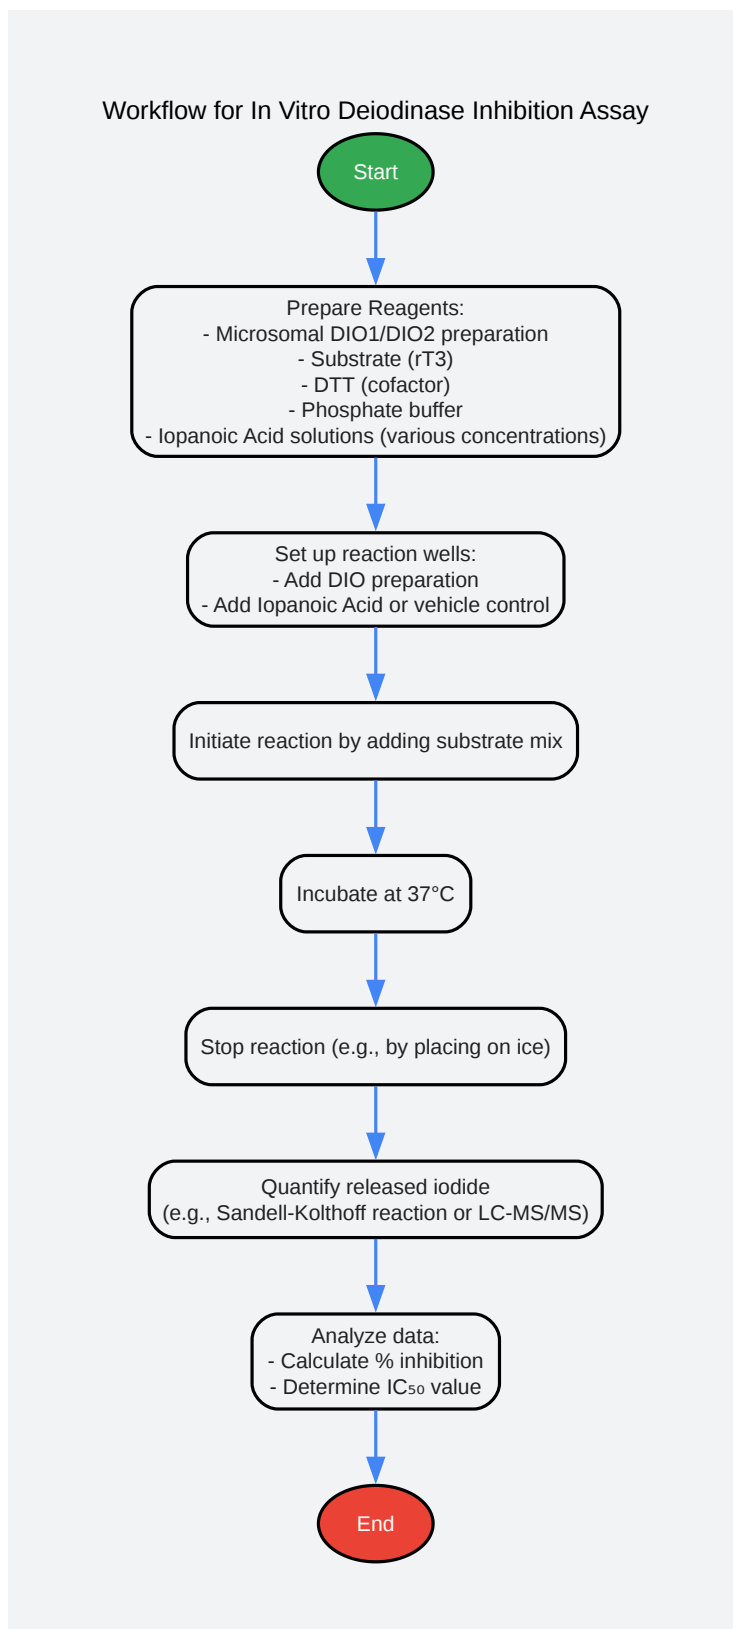 Workflow for In Vitro Deiodinase Inhibition Assay
Start
Prepare Reagents:
- Microsomal DIO1/DIO2 preparation
- Substrate (rT3)
- DTT (cofactor)
- Phosphate buffer
- Iopanoic Acid solutions (various concentrations)
Set up reaction wells:
- Add DIO preparation
- Add Iopanoic Acid or vehicle control
Initiate reaction by adding substrate mix
Incubate at 37°C
Stop reaction (e.g., by placing on ice)
Quantify released iodide
(e.g., Sandell-Kolthoff reaction or LC-MS/MS)
Analyze data:
- Calculate % inhibition
- Determine IC₅₀ value
End